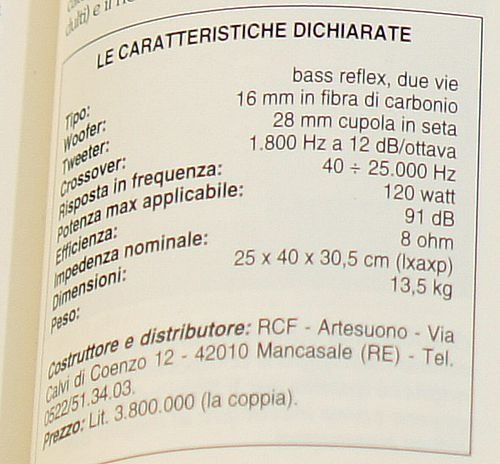 dulti) e il
LE CARATTERISTICHE DICHIARATE
Tipo: bass reflex, due vie
Woofer: 16 mm in fibra di carbonio
Tweeter: 28 mm cupola in seta
Crossover: 1.800 Hz a 12 dB/ottava
Risposta in frequenza: 40 ÷ 25.000 Hz
Potenza max applicabile: 120 watt
Efficienza: 91 dB
Impedenza nominale: 8 ohm
Dimensioni: 25 x 40 x 30,5 cm (lxaxp)
Peso: 13,5 kg
Costruttore e distributore: RCF - Artesuono - Via
Calvi di Coenzo 12 - 42010 Mancasale (RE) - Tel.
0522/51.34.03.
Prezzo: Lit. 3.800.000 (la coppia).